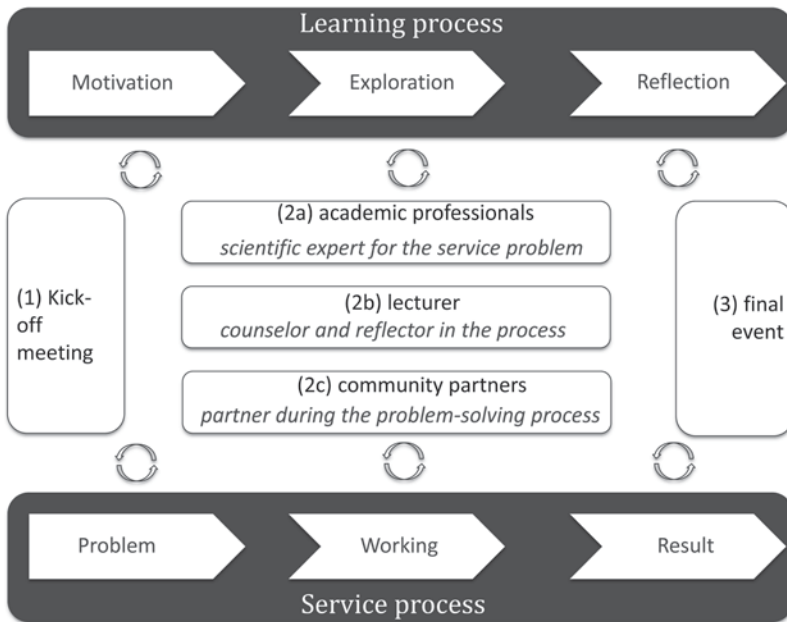 Learning process
Motivation
Exploration
Reflection
(1) Kick-
off
meeting
(2a) academic professionals
scientific expert for the service problem
(2b) lecturer
counselor and reflector in the process
(2c) community partners
partner during the problem-solving process
(3) final
event
Problem
Working
Result
Service process